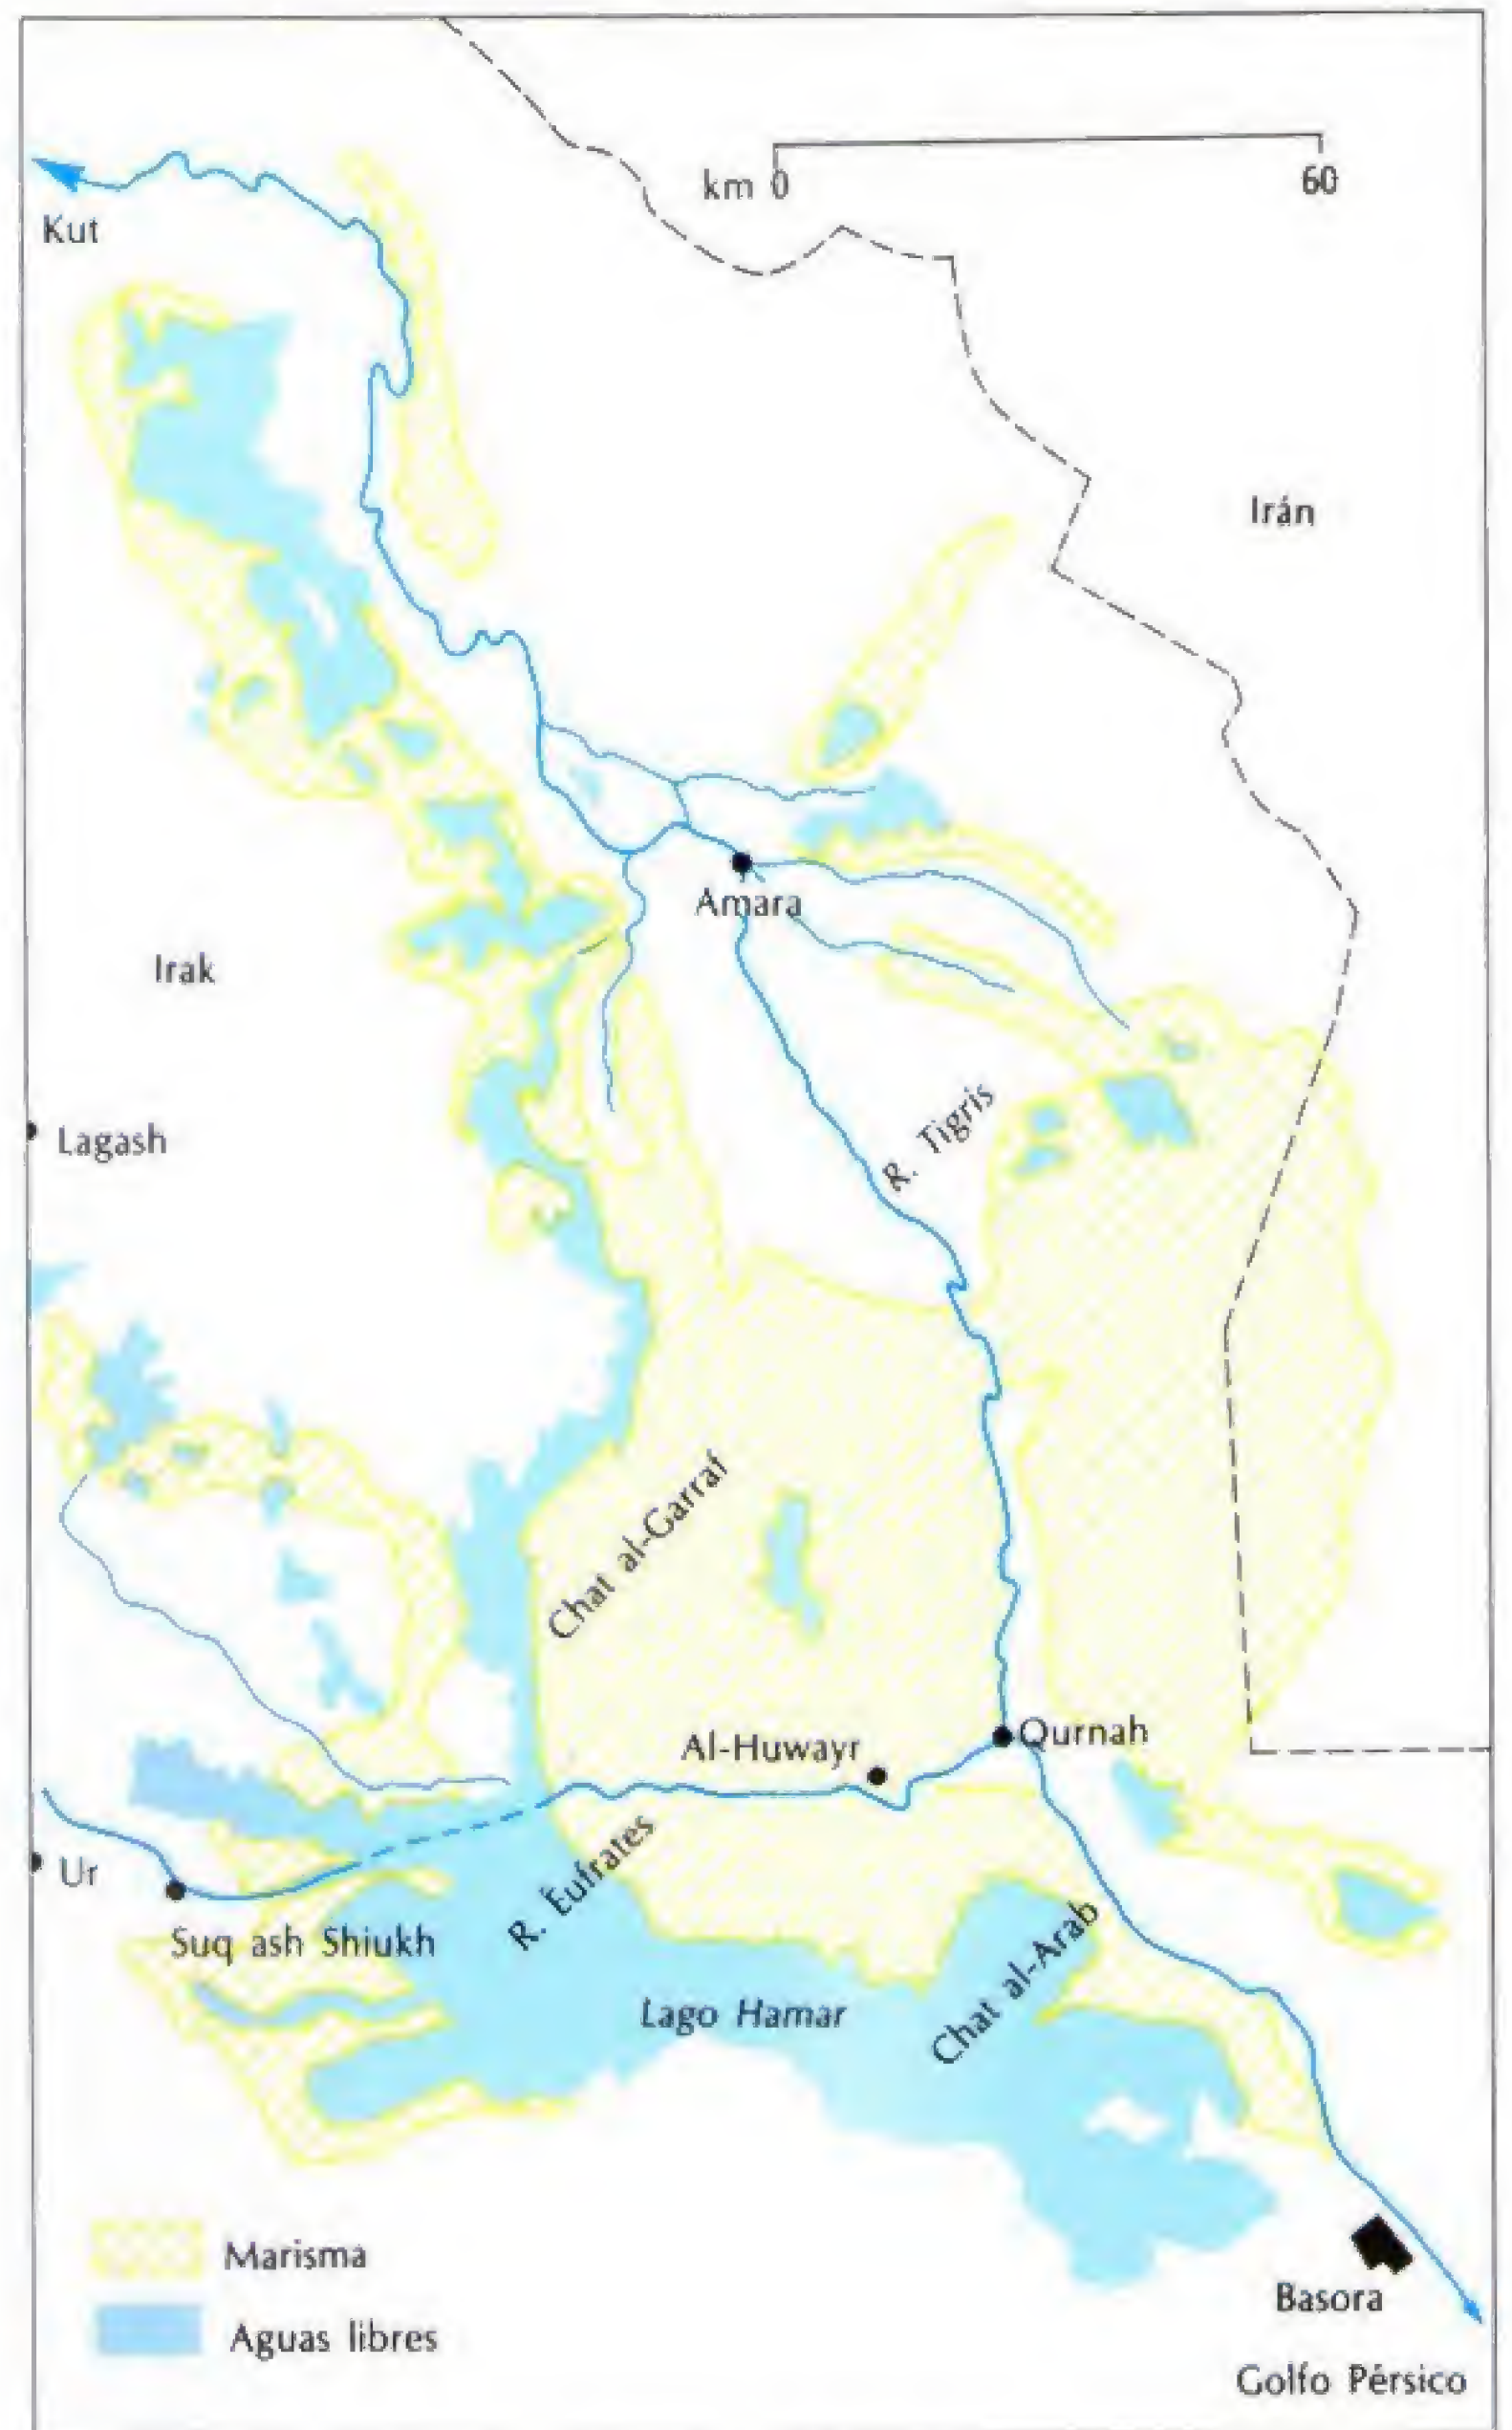 km 0
60
Kut
Irán
Amara
Irak
R. Tigris
Lagash
Chat al-Garraf
Al-Huwayr
Qurnah
Ur
R. Eufrates
Suq ash Shiukh
Chat al-Arab
Lago Hamar
Marisma
Basora
Aguas libres
Golfo Pérsico